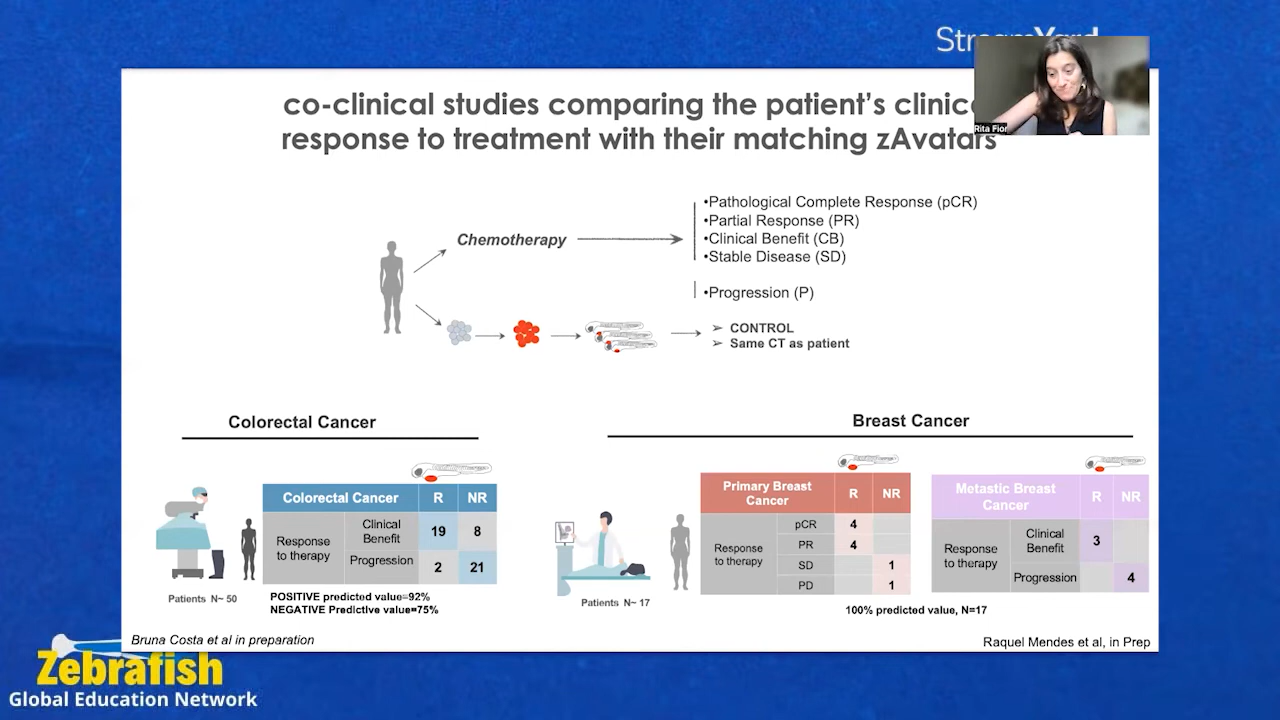 co-clinical studies comparing the patient's
response to treatment with their matching zAvatars
Rita Fior
Chemotherapy
•Pathological Complete Response (pCR)
•Partial Response (PR)
•Clinical Benefit (CB)
•Stable Disease (SD)
•Progression (P)
➢ CONTROL
➢ Same CT as patient
Colorectal Cancer
Colorectal Cancer R NR
Response to therapy
Clinical Benefit 19 8
Progression 2 21
Patients N~ 50
POSITIVE predicted value=92%
NEGATIVE Predictive value=75%
Bruna Costa et al in preparation
Breast Cancer
Primary Breast Cancer R NR
Response to therapy
pCR 4
PR 4
SD 1
PD 1
Patients N~ 17
Metastic Breast Cancer R NR
Response to therapy
Clinical Benefit 3
Progression 4
100% predicted value, N=17
Raquel Mendes et al, in Prep
Zebrafish
Global Education Network